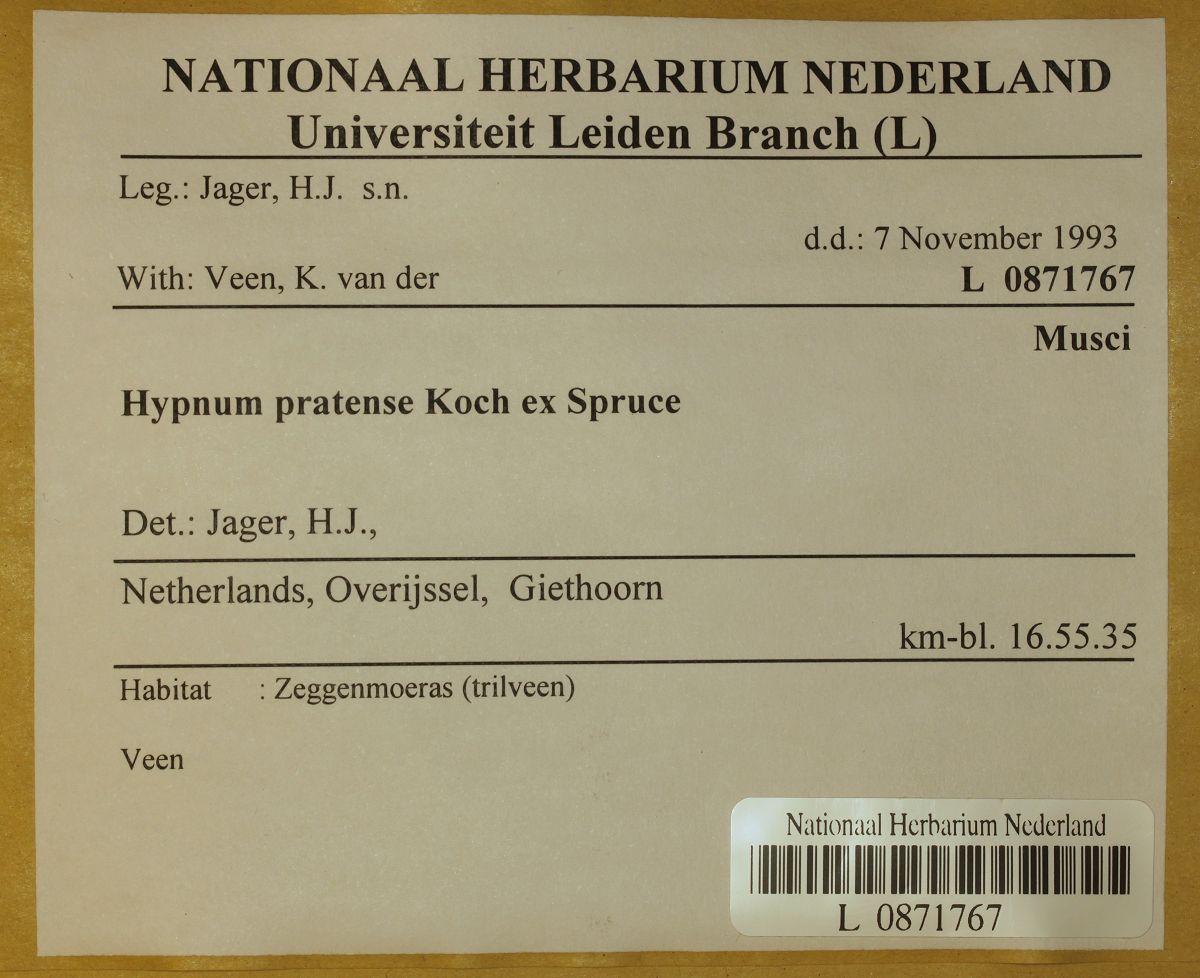 NATIONAAL HERBARIUM NEDERLAND
Universiteit Leiden Branch (L)
Leg.: Jager, H.J. s.n.
d.d.: 7 November 1993
With: Veen, K. van der
L 0871767
Musci
Hypnum pratense Koch ex Spruce
Det.: Jager, H.J.,
Netherlands, Overijssel, Giethoorn
km-bl. 16.55.35
Habitat : Zeggenmoeras (trilveen)
Veen
Nationaal Herbarium Nederland
L 0871767